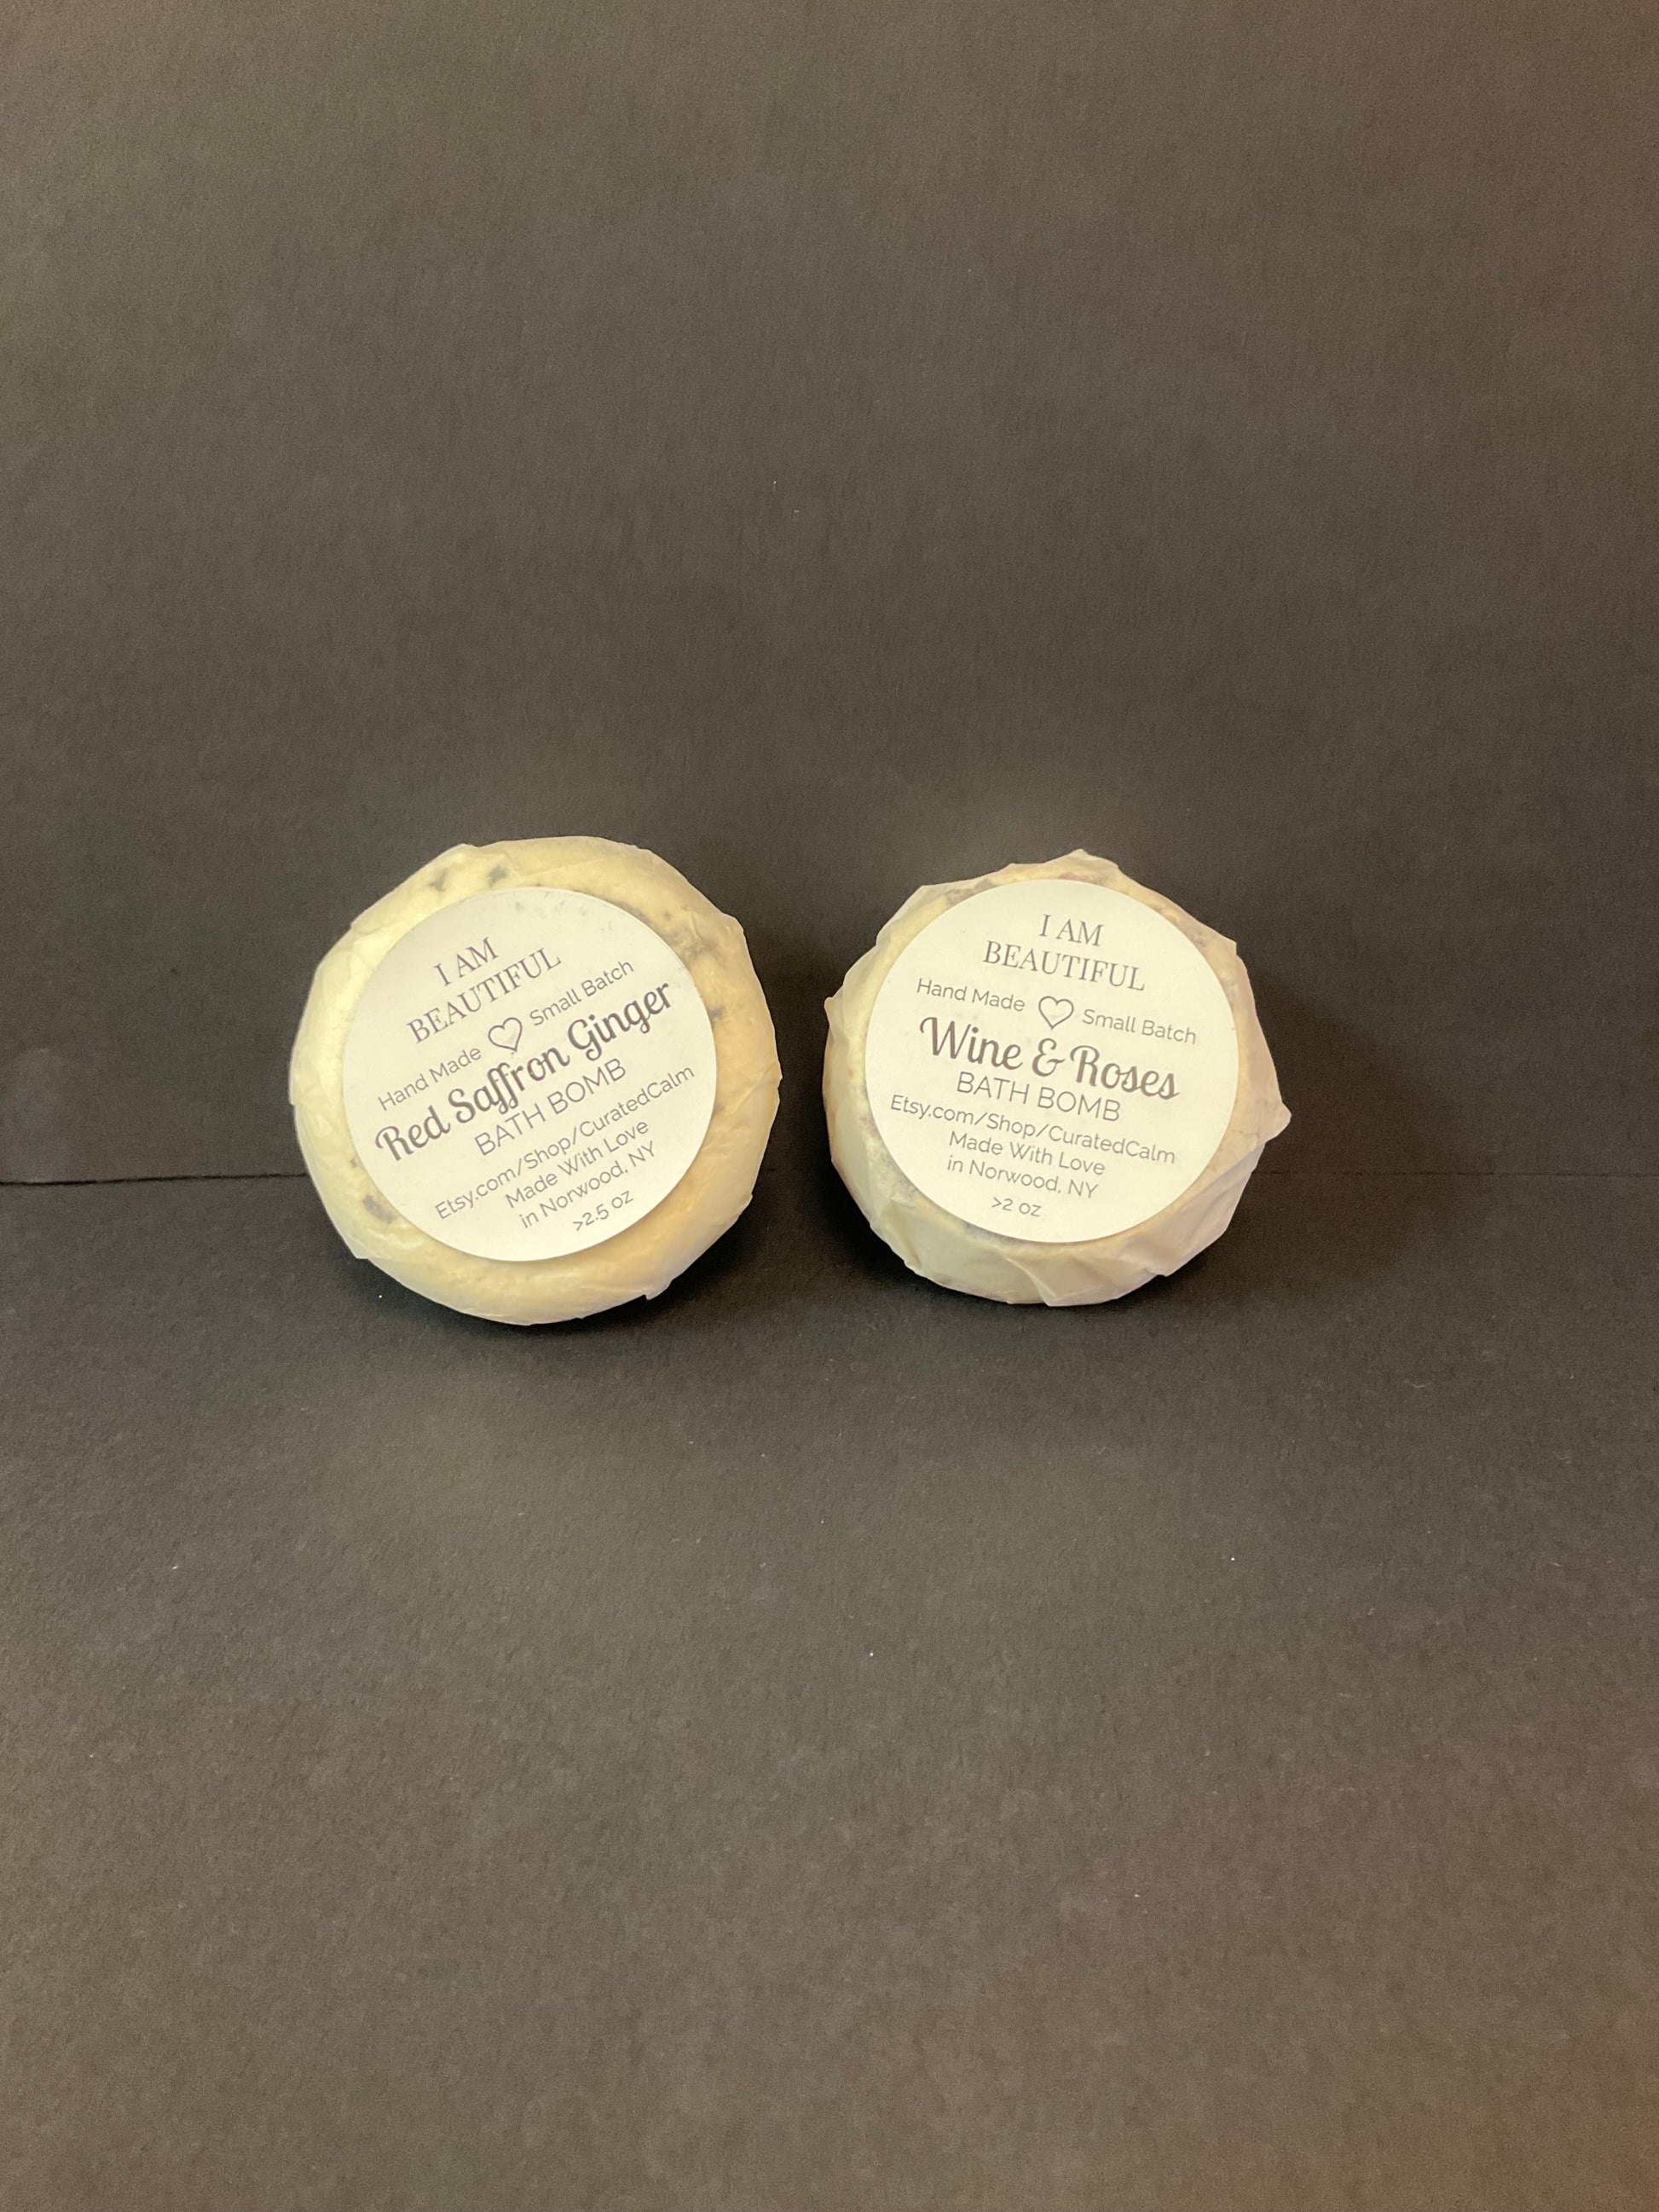 I AM
BEAUTIFUL
Hand Made Small Batch
Red Saffron Ginger
BATH BOMB
Etsy.com/Shop/CuratedCalm
Made With Love
in Norwood, NY
>2.5 oz
I AM
BEAUTIFUL
Hand Made Small Batch
Wine & Roses
BATH BOMB
Etsy.com/Shop/CuratedCalm
Made With Love
in Norwood, NY
>2 oz